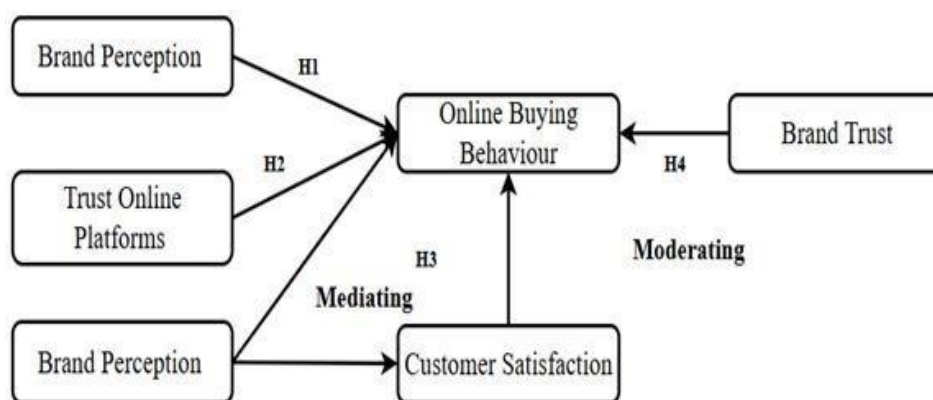 Brand Perception
H1
Online Buying
Behaviour
Brand Trust
H2
H4
Trust Online
Platforms
H3
Moderating
Mediating
Brand Perception
Customer Satisfaction